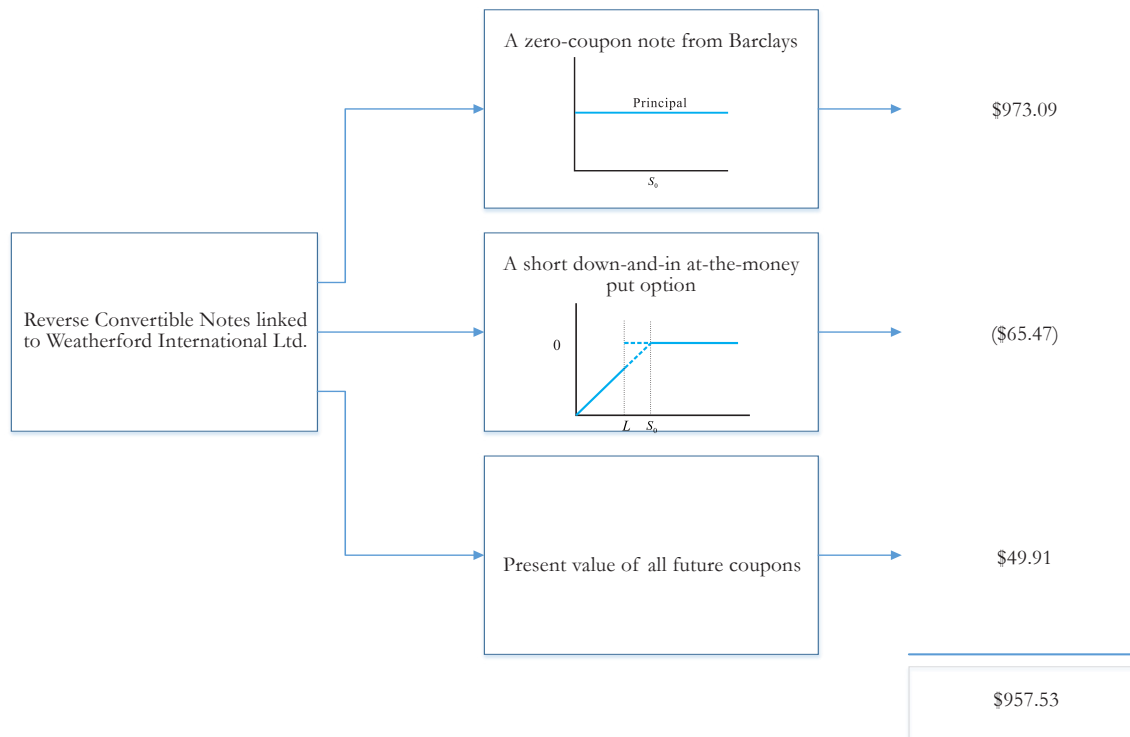 A zero-coupon note from Barclays
Principal
S₀
$973.09
Reverse Convertible Notes linked
to Weatherford International Ltd.
A short down-and-in at-the-money
put option
0
L S₀
($65.47)
Present value of all future coupons
$49.91
$957.53